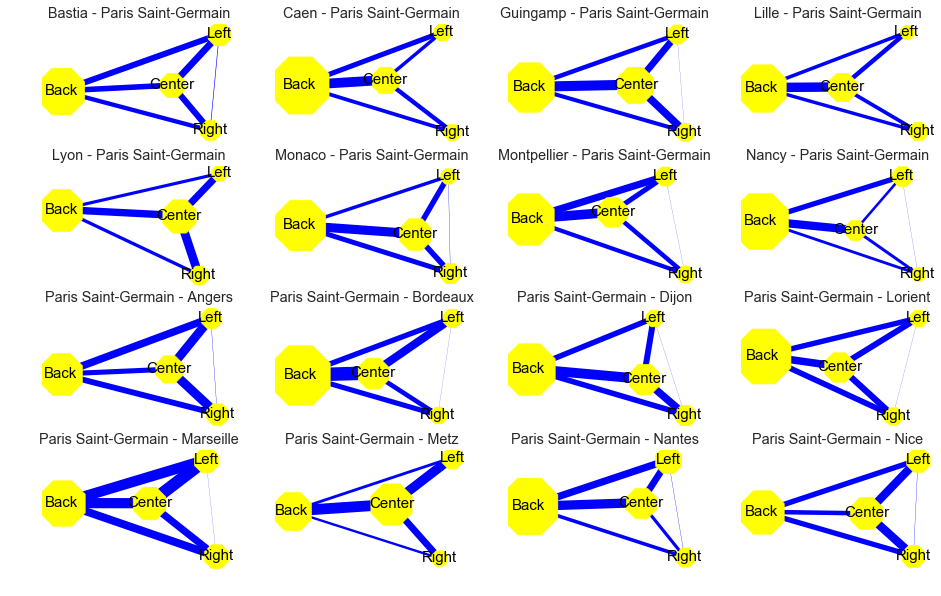 Bastia - Paris Saint-Germain
Caen - Paris Saint-Germain
Guingamp - Paris Saint-Germain
Lille - Paris Saint-Germain
Left
Center
Back
Right
Left
Center
Back
Right
Left
Center
Back
Right
Left
Center
Back
Right
Lyon - Paris Saint-Germain
Monaco - Paris Saint-Germain
Montpellier - Paris Saint-Germain
Nancy - Paris Saint-Germain
Left
Back
Center
Right
Left
Back
Center
Right
Left
Center
Back
Right
Left
Back
Center
Right
Paris Saint-Germain - Angers
Paris Saint-Germain - Bordeaux
Paris Saint-Germain - Dijon
Paris Saint-Germain - Lorient
Left
Center
Back
Right
Left
Center
Back
Right
Left
Back
Center
Right
Left
Back
Center
Right
Paris Saint-Germain - Marseille
Paris Saint-Germain - Metz
Paris Saint-Germain - Nantes
Paris Saint-Germain - Nice
Left
Back
Center
Right
Left
Center
Back
Right
Left
Center
Back
Right
Left
Back
Center
Right